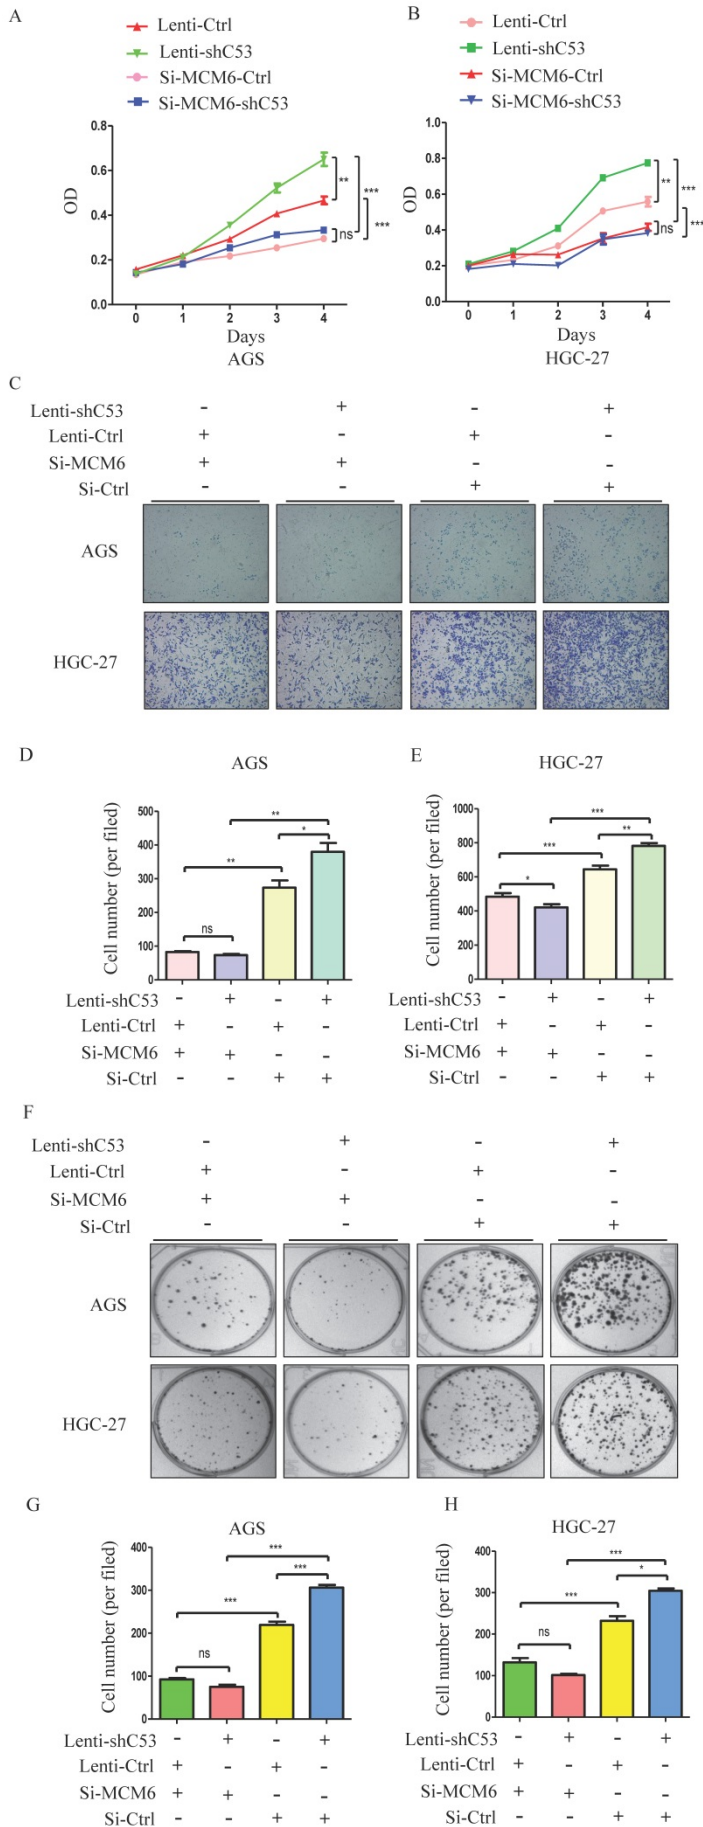 A
Lenti-Ctrl
Lenti-shC53
Si-MCM6-Ctrl
Si-MCM6-shC53
0.8
0.6
0.4
0.2
0.0
OD
** *** ns ***
0 1 2 3 4
Days
AGS
B
Lenti-Ctrl
Lenti-shC53
Si-MCM6-Ctrl
Si-MCM6-shC53
1.0
0.8
0.6
0.4
0.2
0.0
OD
** *** ns ***
0 1 2 3 4
Days
HGC-27
C
Lenti-shC53 - + - +
Lenti-Ctrl + - + -
Si-MCM6 + + - -
Si-Ctrl - - + +
AGS
HGC-27
D
AGS
Cell number (per filed)
500
400
300
200
100
0
**
*
**
ns
Lenti-shC53 - + - +
Lenti-Ctrl + - + -
Si-MCM6 + + - -
Si-Ctrl - - + +
E
HGC-27
Cell number (per filed)
1000
800
600
400
200
0
***
**
***
*
Lenti-shC53 - + - +
Lenti-Ctrl + - + -
Si-MCM6 + + - -
Si-Ctrl - - + +
F
Lenti-shC53 - + - +
Lenti-Ctrl + - + -
Si-MCM6 + + - -
Si-Ctrl - - + +
AGS
HGC-27
G
AGS
Cell number (per filed)
400
300
200
100
0
***
***
***
ns
Lenti-shC53 - + - +
Lenti-Ctrl + - + -
Si-MCM6 + + - -
Si-Ctrl - - + +
H
HGC-27
Cell number (per filed)
400
300
200
100
0
***
*
***
ns
Lenti-shC53 - + - +
Lenti-Ctrl + - + -
Si-MCM6 + + - -
Si-Ctrl - - + +